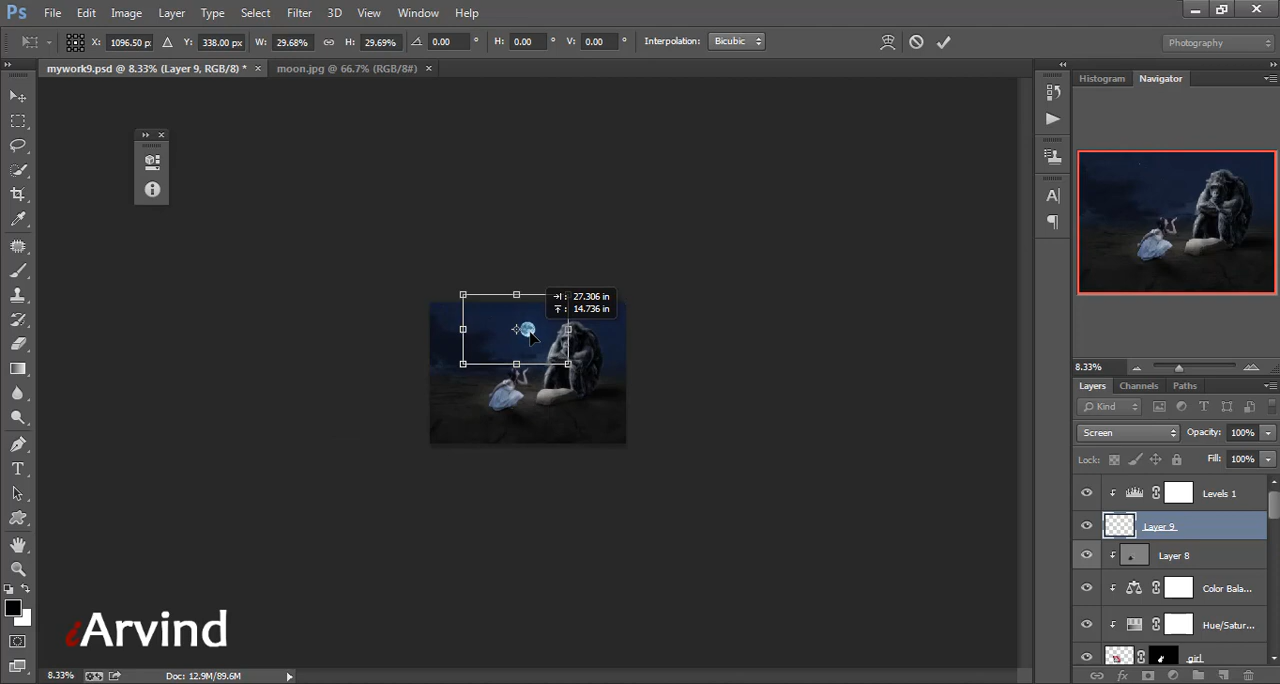 Ps File Edit Image Layer Type Select Filter 3D View Window Help
X: 1096.50 px Y: 338.00 px W: 29.68% H: 29.69% 0.00 ° H: 0.00 ° V: 0.00 ° Interpolation: Bicubic Photography
mywork9.psd @ 8.33% (Layer 9, RGB/8) * × moon.jpg @ 66.7% (RGB/8#) ×
Histogram Navigator
: 27.306 in
: 14.736 in
8.33%
Layers Channels Paths
Kind
Screen Opacity: 100%
Lock: Fill: 100%
Levels 1
Layer 9
Layer 8
Color Bala...
Hue/Satur...
girl
iArvind
8.33% Doc: 12.9M/89.6M